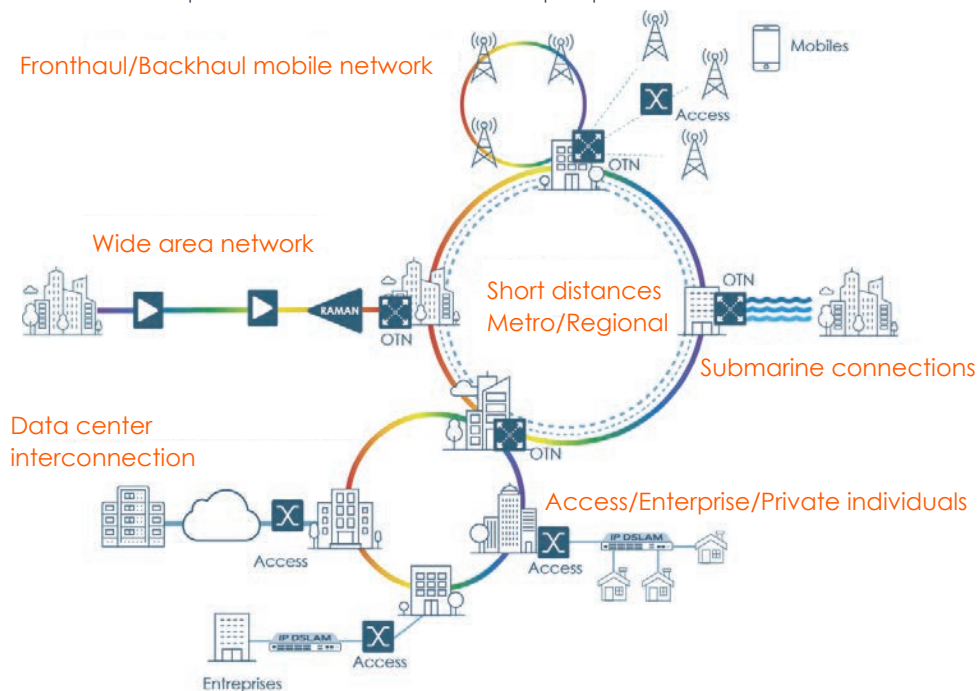 Fronthaul/Backhaul mobile network
Mobiles
Access
OTN
Wide area network
RAMAN
OTN
Short distances
Metro/Regional
OTN
Submarine connections
Data center
interconnection
OTN
Access/Enterprise/Private individuals
Access
IP DSLAM
Access
IP DSLAM
Access
Entreprises